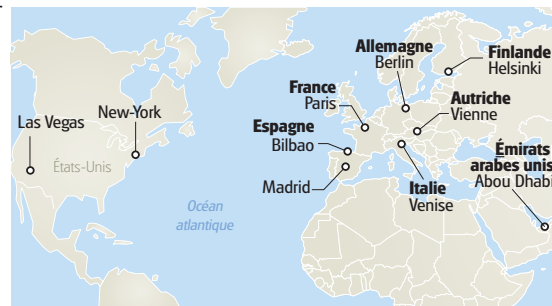 Allemagne
Berlin
Finlande
Helsinki
France
Paris
Autriche
Vienne
New-York
Las Vegas
Espagne
Bilbao
Émirats
arabes unis
Abou Dhabi
États-Unis
Madrid
Italie
Venise
Océan
atlantique